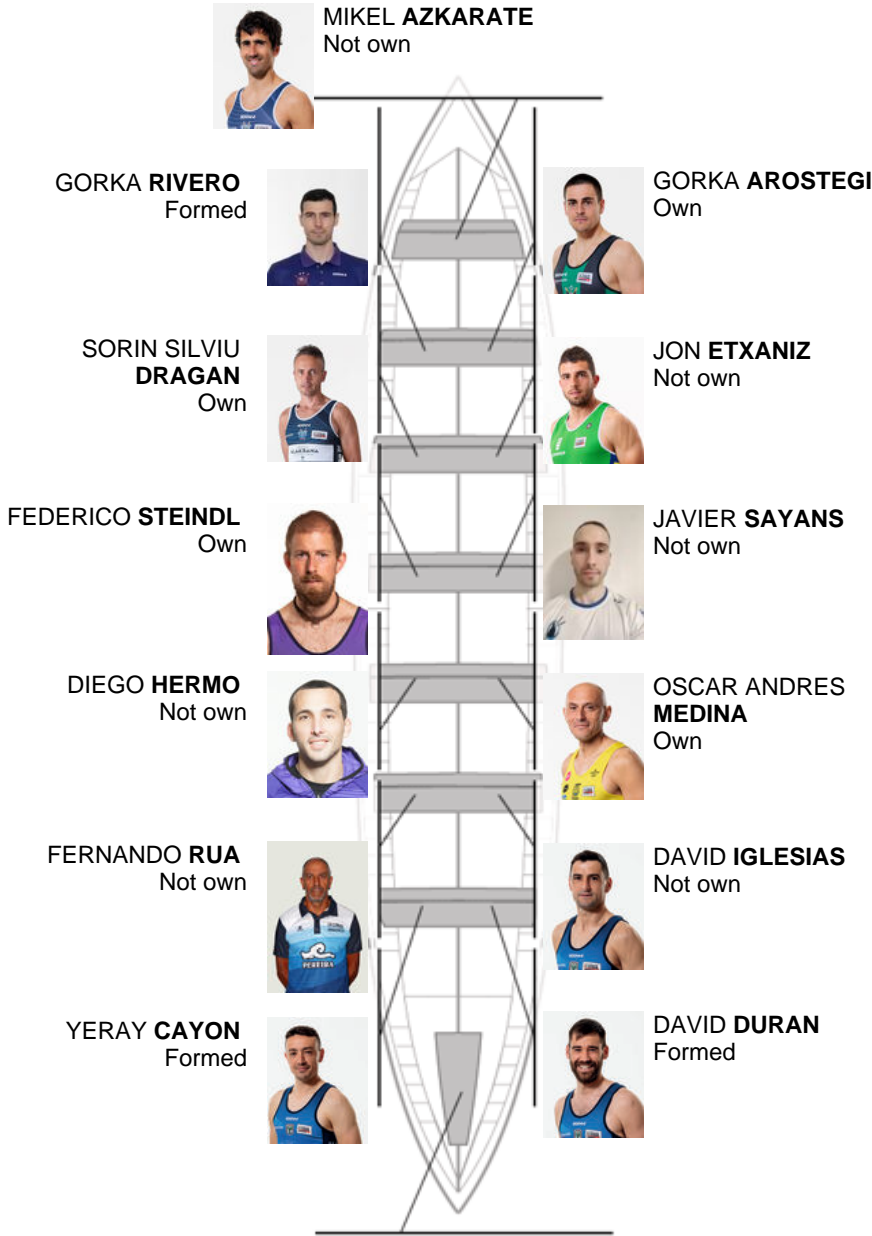 MIKEL AZKARATE
Not own
GORKA RIVERO
Formed
GORKA AROSTEGI
Own
SORIN SILVIU
DRAGAN
Own
JON ETXANIZ
Not own
FEDERICO STEINDL
Own
JAVIER SAYANS
Not own
DIEGO HERMO
Not own
OSCAR ANDRES
MEDINA
Own
FERNANDO RUA
Not own
DAVID IGLESIAS
Not own
PEREIRA
YERAY CAYON
Formed
DAVID DURAN
Formed